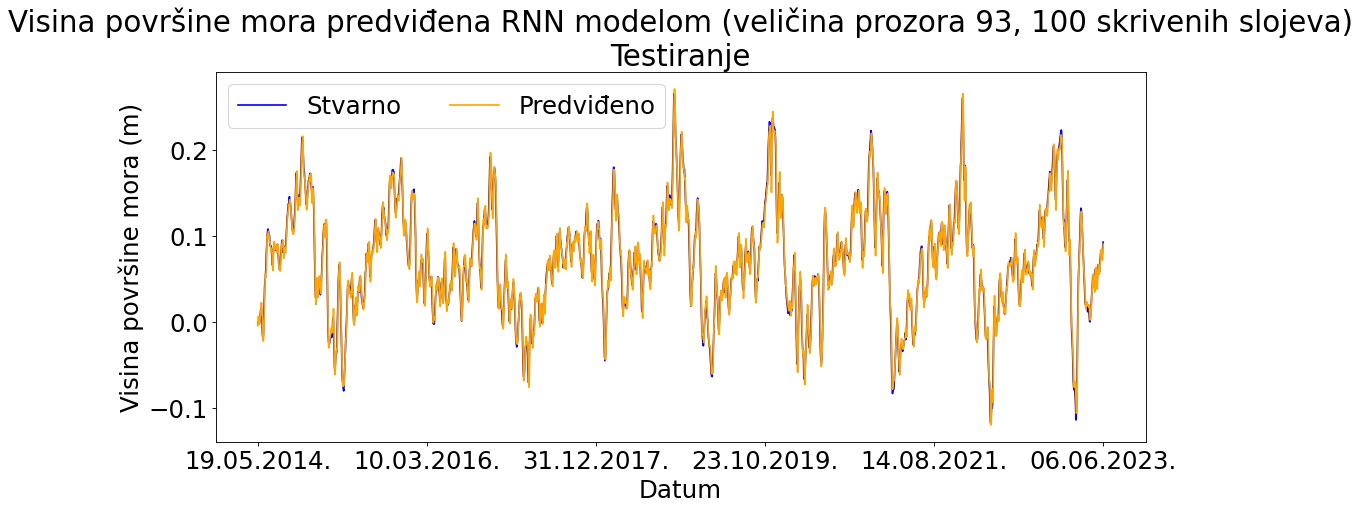 Visina površine mora predviđena RNN modelom (veličina prozora 93, 100 skrivenih slojeva)
Testiranje
Stvarno Predviđeno
Visina površine mora (m)
0.2
0.1
0.0
−0.1
19.05.2014. 10.03.2016. 31.12.2017. 23.10.2019. 14.08.2021. 06.06.2023.
Datum